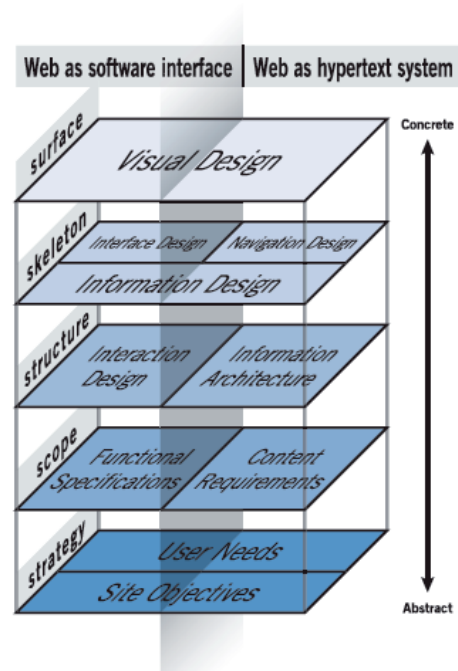 Web as software interface
Web as hypertext system
Concrete
surface
Visual Design
skeleton
Interface Design
Navigation Design
Information Design
structure
Interaction
Design
Information
Architecture
scope
Functional
Specifications
Content
Requirements
strategy
User Needs
Site Objectives
Abstract